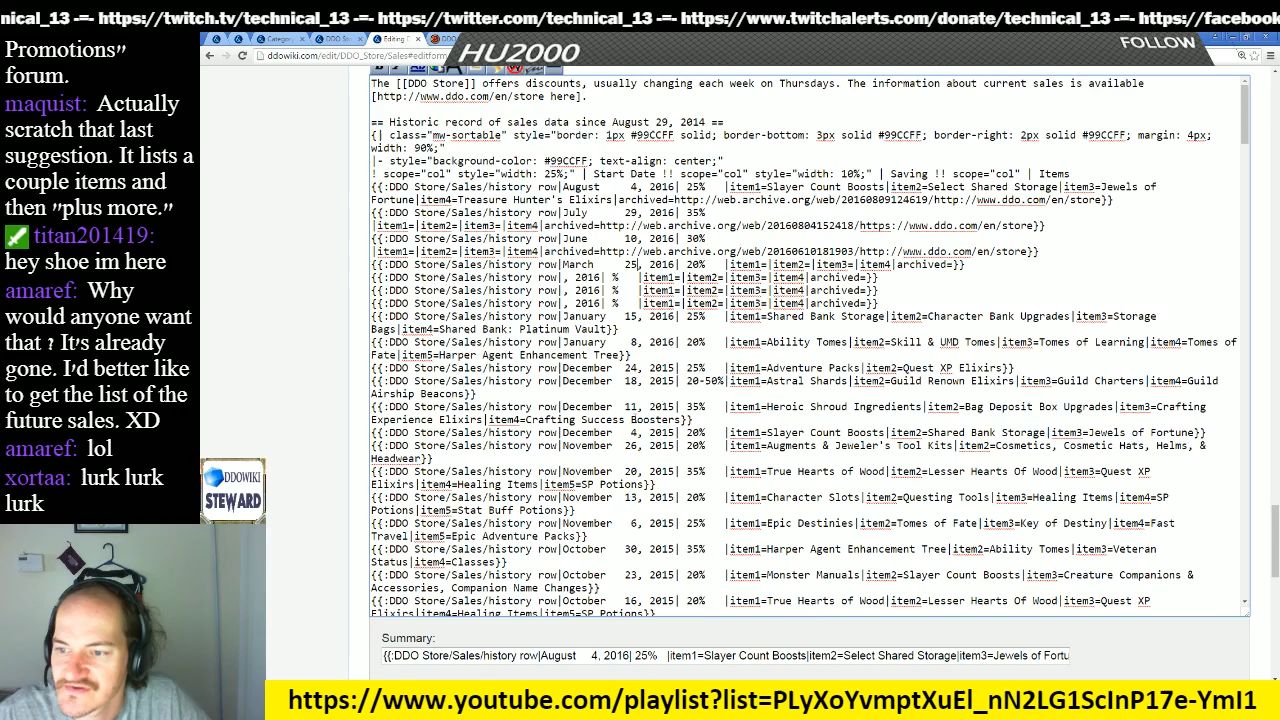 nical_13 -=- https://twitch.tv/technical_13 -=- https://twitter.com/technical_13 -=- https://www.twitchalerts.com/donate/technical_13 -=- https://facebook
Promotions"
forum.
maquist: Actually
scratch that last
suggestion. It lists a
couple items and
then "plus more."
titan201419:
hey shoe im here
amaref: Why
would anyone want
that ? It's already
gone. I'd better like
to get the list of the
future sales. XD
amaref: lol
xortaa: lurk lurk
lurk
DDOWIKI
STEWARD
HU2000
FOLLOW
ddowiki.com/edit/DDO_Store/Sales#editform
The [[DDO Store]] offers discounts, usually changing each week on Thursdays. The information about current sales is available
[http://www.ddo.com/en/store here].
== Historic record of sales data since August 29, 2014 ==
{| class="mw-sortable" style="border: 1px #99CCFF solid; border-bottom: 3px solid #99CCFF; border-right: 2px solid #99CCFF; margin: 4px;
width: 90%;"
|- style="background-color: #99CCFF; text-align: center;"
! scope="col" style="width: 25%;" | Start Date !! scope="col" style="width: 10%;" | Saving !! scope="col" | Items
{{:DDO Store/Sales/history row|August 4, 2016| 25% |item1=Slayer Count Boosts|item2=Select Shared Storage|item3=Jewels of
Fortune|item4=Treasure Hunter's Elixirs|archived=http://web.archive.org/web/20160809124619/http://www.ddo.com/en/store}}
{{:DDO Store/Sales/history row|July 29, 2016| 35%
|item1=|item2=|item3=|item4|archived=http://web.archive.org/web/20160804152418/https://www.ddo.com/en/store}}
{{:DDO Store/Sales/history row|June 10, 2016| 30%
|item1=|item2=|item3=|item4|archived=http://web.archive.org/web/20160610181903/http://www.ddo.com/en/store}}
{{:DDO Store/Sales/history row|March 25, 2016| 20% |item1=|item2=|item3=|item4|archived=}}
{{:DDO Store/Sales/history row|, 2016| % |item1=|item2=|item3=|item4|archived=}}
{{:DDO Store/Sales/history row|, 2016| % |item1=|item2=|item3=|item4|archived=}}
{{:DDO Store/Sales/history row|, 2016| % |item1=|item2=|item3=|item4|archived=}}
{{:DDO Store/Sales/history row|January 15, 2016| 25% |item1=Shared Bank Storage|item2=Character Bank Upgrades|item3=Storage
Bags|item4=Shared Bank: Platinum Vault}}
{{:DDO Store/Sales/history row|January 8, 2016| 20% |item1=Ability Tomes|item2=Skill & UMD Tomes|item3=Tomes of Learning|item4=Tomes of
Fate|item5=Harper Agent Enhancement Tree}}
{{:DDO Store/Sales/history row|December 24, 2015| 25% |item1=Adventure Packs|item2=Quest XP Elixirs}}
{{:DDO Store/Sales/history row|December 18, 2015| 20-50%|item1=Astral Shards|item2=Guild Renown Elixirs|item3=Guild Charters|item4=Guild
Airship Beacons}}
{{:DDO Store/Sales/history row|December 11, 2015| 35% |item1=Heroic Shroud Ingredients|item2=Bag Deposit Box Upgrades|item3=Crafting
Experience Elixirs|item4=Crafting Success Boosters}}
{{:DDO Store/Sales/history row|December 4, 2015| 20% |item1=Slayer Count Boosts|item2=Shared Bank Storage|item3=Jewels of Fortune}}
{{:DDO Store/Sales/history row|November 26, 2015| 20% |item1=Augments & Jeweler's Tool Kits|item2=Cosmetics, Cosmetic Hats, Helms, &
Headwear}}
{{:DDO Store/Sales/history row|November 20, 2015| 35% |item1=True Hearts of Wood|item2=Lesser Hearts Of Wood|item3=Quest XP
Elixirs|item4=Healing Items|item5=SP Potions}}
{{:DDO Store/Sales/history row|November 13, 2015| 20% |item1=Character Slots|item2=Questing Tools|item3=Healing Items|item4=SP
Potions|item5=Stat Buff Potions}}
{{:DDO Store/Sales/history row|November 6, 2015| 25% |item1=Epic Destinies|item2=Tomes of Fate|item3=Key of Destiny|item4=Fast
Travel|item5=Epic Adventure Packs}}
{{:DDO Store/Sales/history row|October 30, 2015| 35% |item1=Harper Agent Enhancement Tree|item2=Ability Tomes|item3=Veteran
Status|item4=Classes}}
{{:DDO Store/Sales/history row|October 23, 2015| 20% |item1=Monster Manuals|item2=Slayer Count Boosts|item3=Creature Companions &
Accessories, Companion Name Changes}}
{{:DDO Store/Sales/history row|October 16, 2015| 20% |item1=True Hearts of Wood|item2=Lesser Hearts of Wood|item3=Quest XP
Elixirs|item4=Healing Items|item5=SP Potions}}
Summary:
{{:DDO Store/Sales/history row|August 4, 2016| 25% |item1=Slayer Count Boosts|item2=Select Shared Storage|item3=Jewels of Fortu
https://www.youtube.com/playlist?list=PLyXoYvmptXuEl_nN2LG1ScInP17e-YmI1